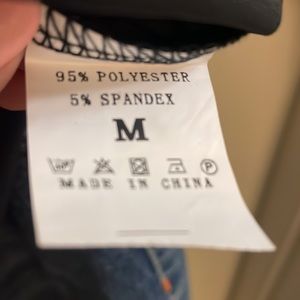 95% POLYESTER
5% SPANDEX
M
MADE IN CHINA